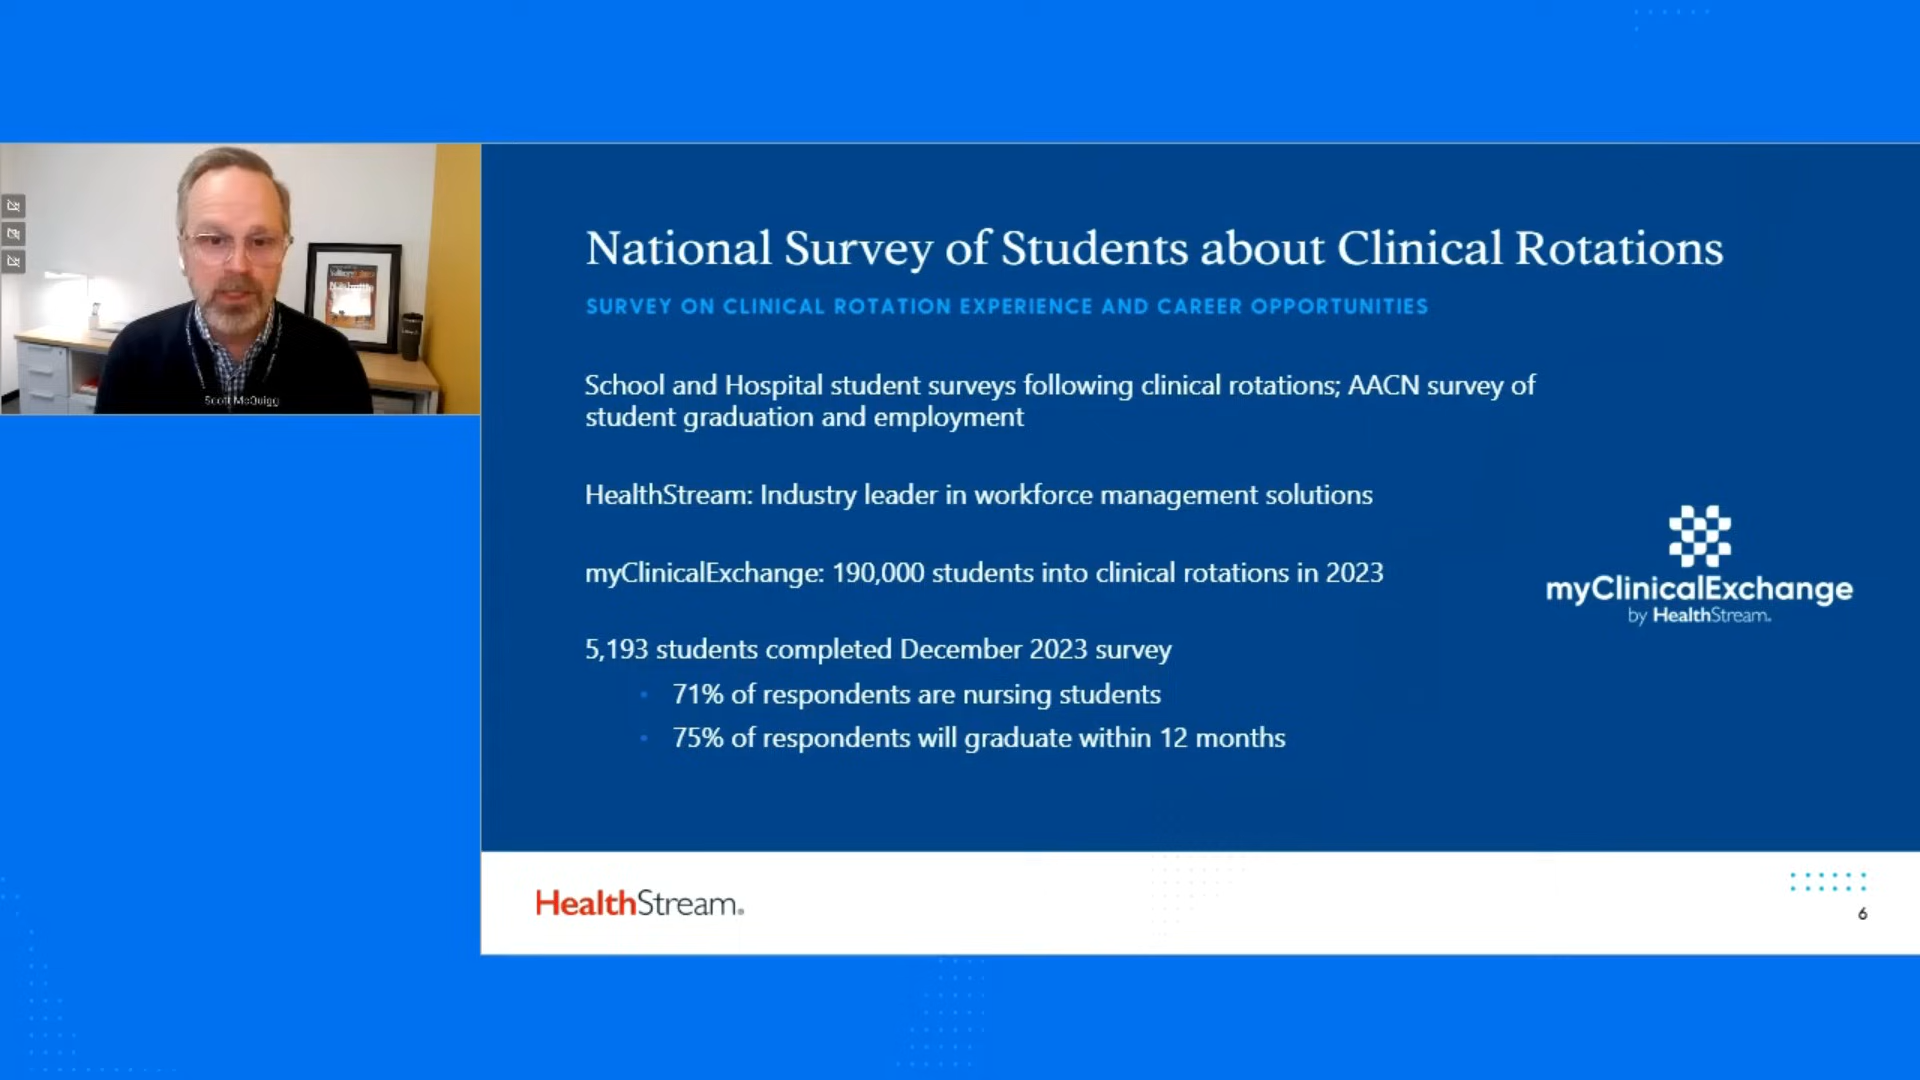 Scott McQuigg
National Survey of Students about Clinical Rotations
SURVEY ON CLINICAL ROTATION EXPERIENCE AND CAREER OPPORTUNITIES
School and Hospital student surveys following clinical rotations; AACN survey of
student graduation and employment
HealthStream: Industry leader in workforce management solutions
myClinicalExchange: 190,000 students into clinical rotations in 2023
myClinicalExchange
by HealthStream.
5,193 students completed December 2023 survey
71% of respondents are nursing students
75% of respondents will graduate within 12 months
HealthStream.
6